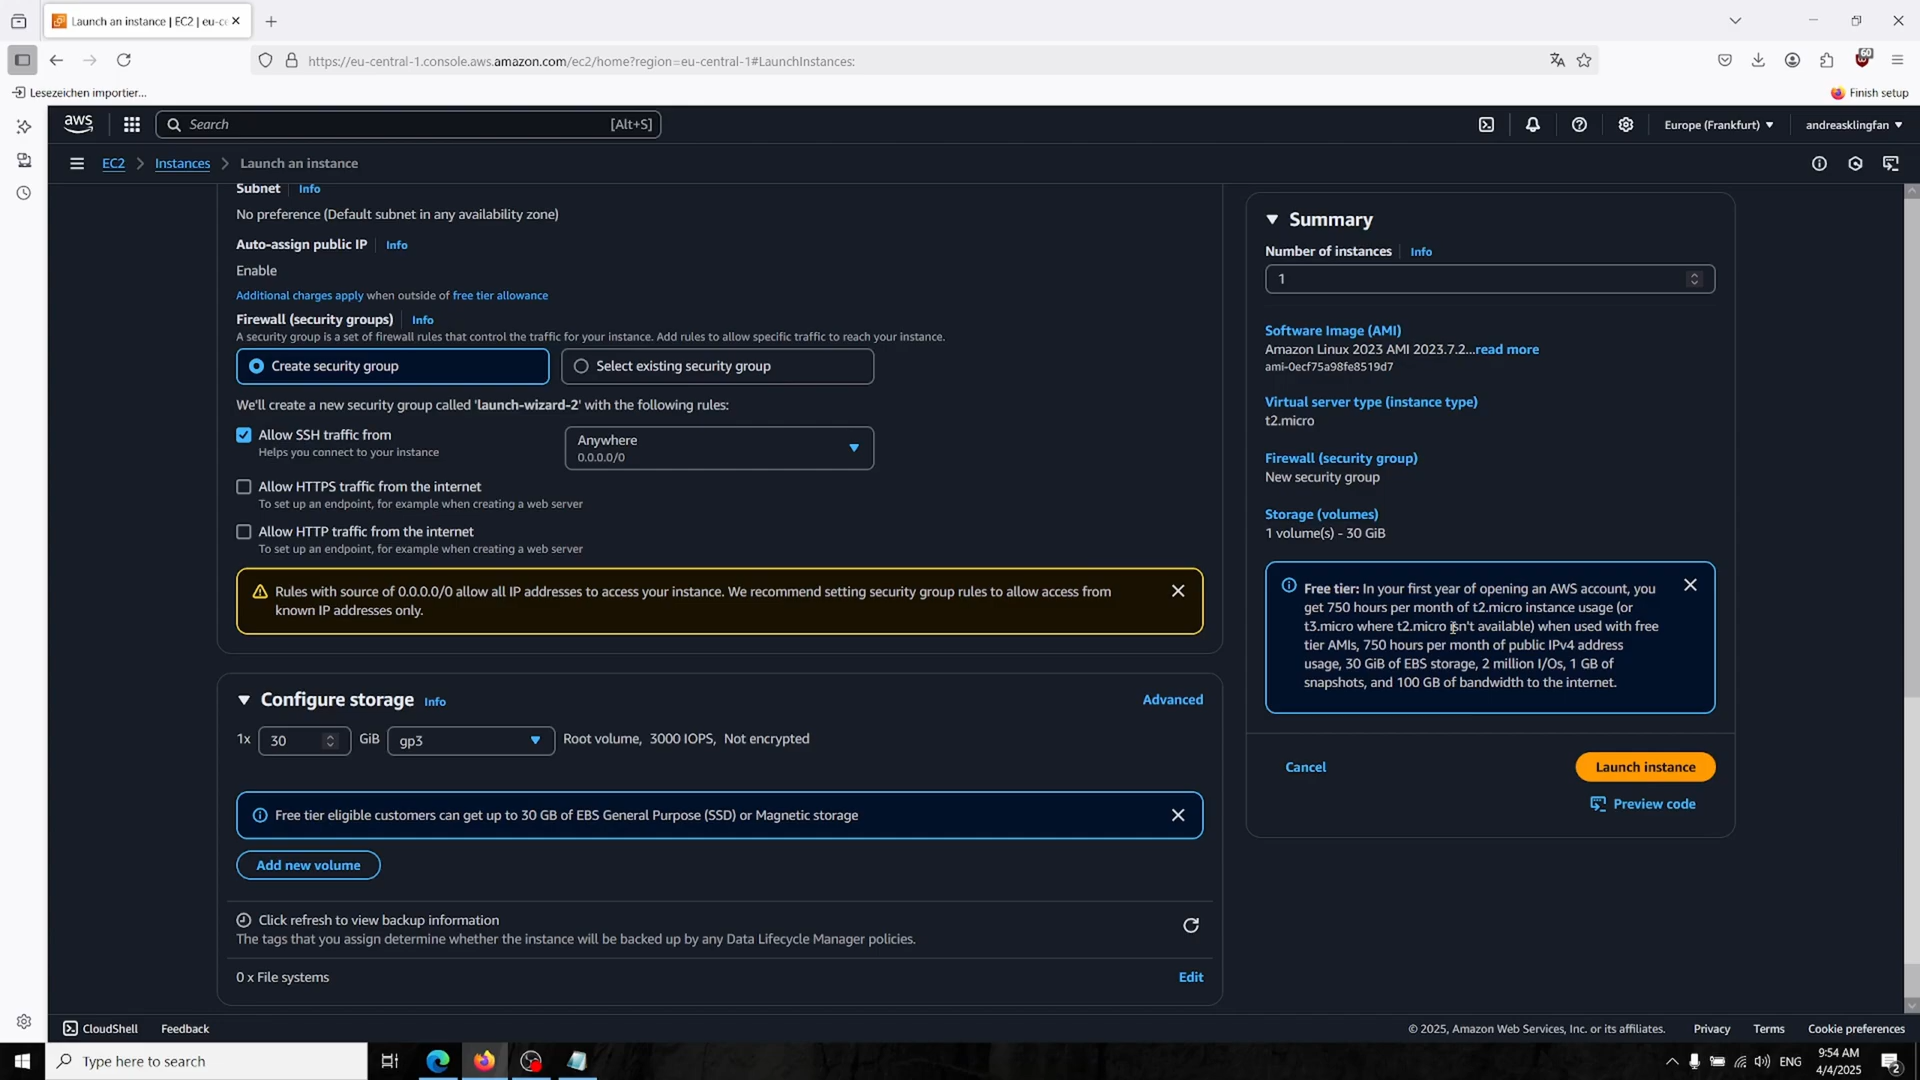 Launch an instance | EC2 | eu-ce
https://eu-central-1.console.aws.amazon.com/ec2/home?region=eu-central-1#LaunchInstances:
60
Lesezeichen importier...
Finish setup
aws
Search
[Alt+S]
Europe (Frankfurt)
andreasklingfan
EC2
Instances
Launch an instance
Subnet
Info
No preference (Default subnet in any availability zone)
Auto-assign public IP
Info
Enable
Additional charges apply when outside of free tier allowance
Firewall (security groups)
Info
A security group is a set of firewall rules that control the traffic for your instance. Add rules to allow specific traffic to reach your instance.
Create security group
Select existing security group
We'll create a new security group called 'launch-wizard-2' with the following rules:
Allow SSH traffic from
Helps you connect to your instance
Anywhere
0.0.0.0/0
Allow HTTPS traffic from the internet
To set up an endpoint, for example when creating a web server
Allow HTTP traffic from the internet
To set up an endpoint, for example when creating a web server
Rules with source of 0.0.0.0/0 allow all IP addresses to access your instance. We recommend setting security group rules to allow access from
known IP addresses only.
Configure storage
Info
Advanced
1x
30
GiB
gp3
Root volume, 3000 IOPS, Not encrypted
Free tier eligible customers can get up to 30 GB of EBS General Purpose (SSD) or Magnetic storage
Add new volume
Click refresh to view backup information
The tags that you assign determine whether the instance will be backed up by any Data Lifecycle Manager policies.
0 x File systems
Edit
Summary
Number of instances
Info
1
Software Image (AMI)
Amazon Linux 2023 AMI 2023.7.2...read more
ami-0ecf75a98fe8519d7
Virtual server type (instance type)
t2.micro
Firewall (security group)
New security group
Storage (volumes)
1 volume(s) - 30 GiB
Free tier: In your first year of opening an AWS account, you
get 750 hours per month of t2.micro instance usage (or
t3.micro where t2.micro isn't available) when used with free
tier AMIs, 750 hours per month of public IPv4 address
usage, 30 GiB of EBS storage, 2 million I/Os, 1 GB of
snapshots, and 100 GB of bandwidth to the internet.
Cancel
Launch instance
Preview code
CloudShell
Feedback
© 2025, Amazon Web Services, Inc. or its affiliates.
Privacy
Terms
Cookie preferences
Type here to search
ENG
9:54 AM
4/4/2025
2